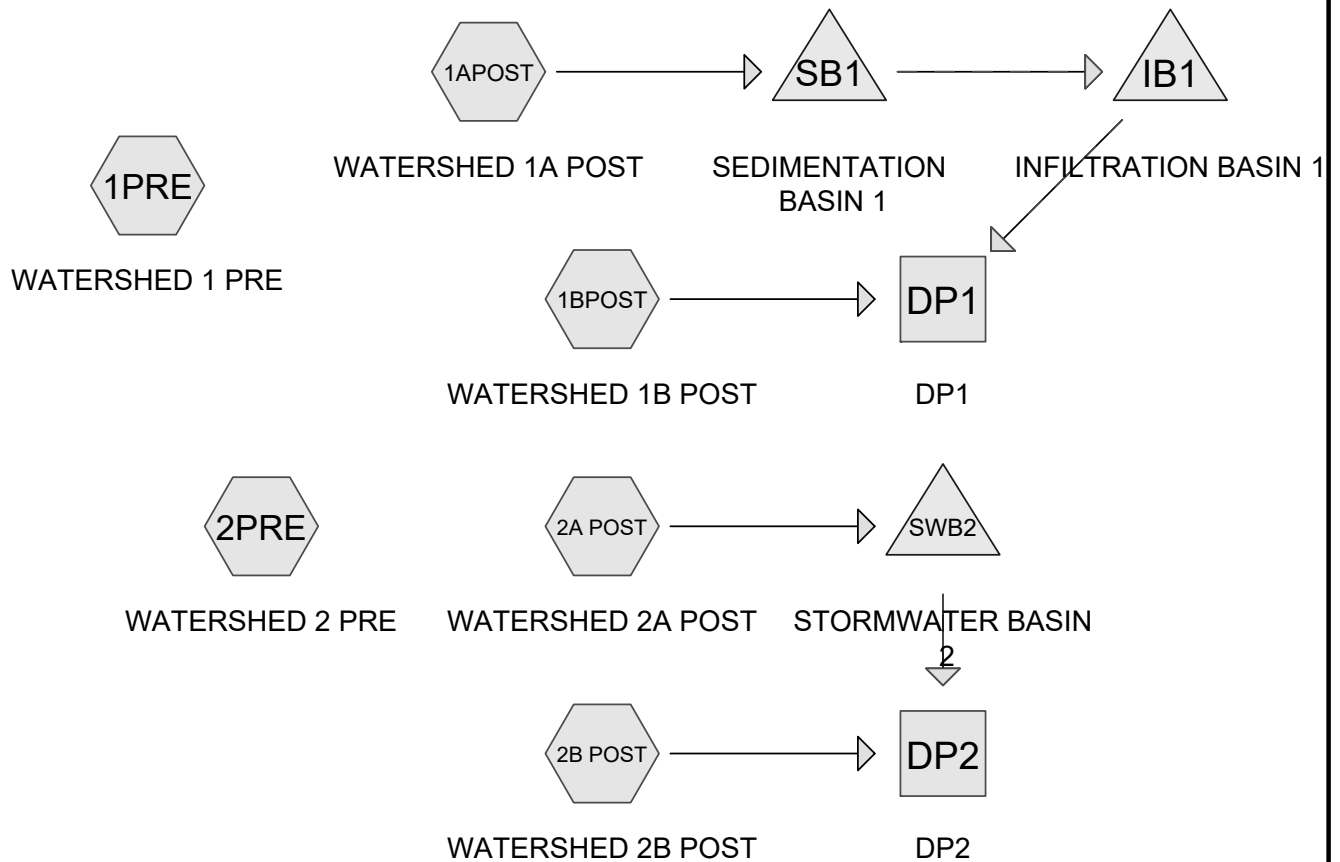 1APOST
SB1
IB1
WATERSHED 1A POST
SEDIMENTATION
BASIN 1
INFILTRATION BASIN 1
1PRE
WATERSHED 1 PRE
1BPOST
DP1
WATERSHED 1B POST
DP1
2PRE
2A POST
SWB2
WATERSHED 2 PRE
WATERSHED 2A POST
STORMWATER BASIN
2
2B POST
DP2
WATERSHED 2B POST
DP2